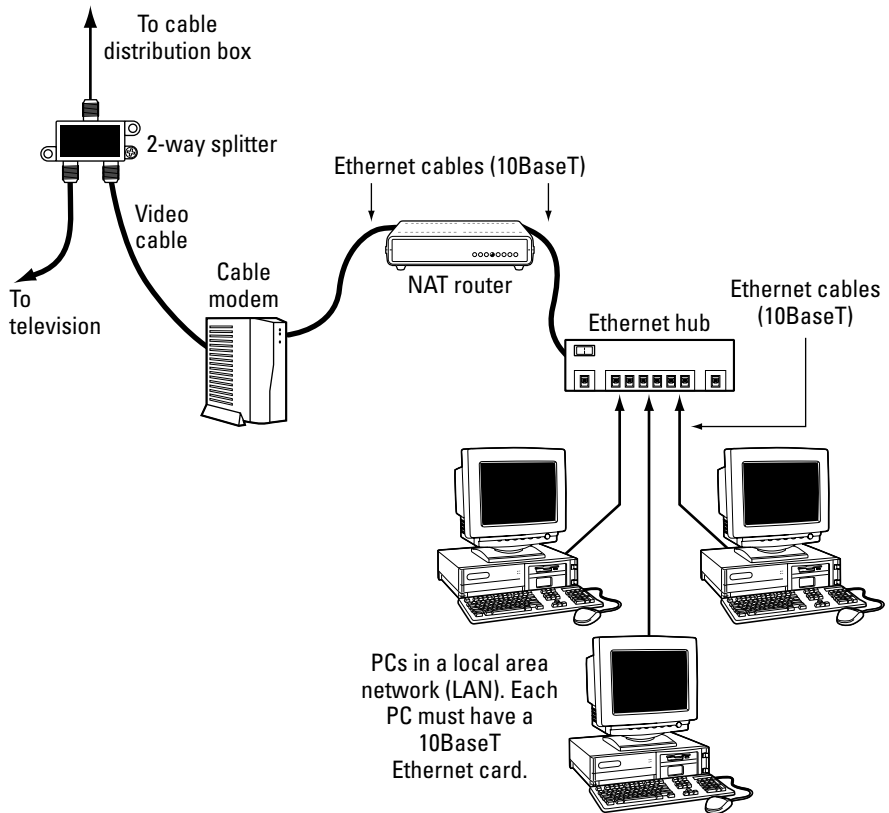 To cable
distribution box
2-way splitter
Ethernet cables (10BaseT)
Video
cable
Cable
modem
NAT router
To
television
Ethernet cables
(10BaseT)
Ethernet hub
PCs in a local area
network (LAN). Each
PC must have a
10BaseT
Ethernet card.